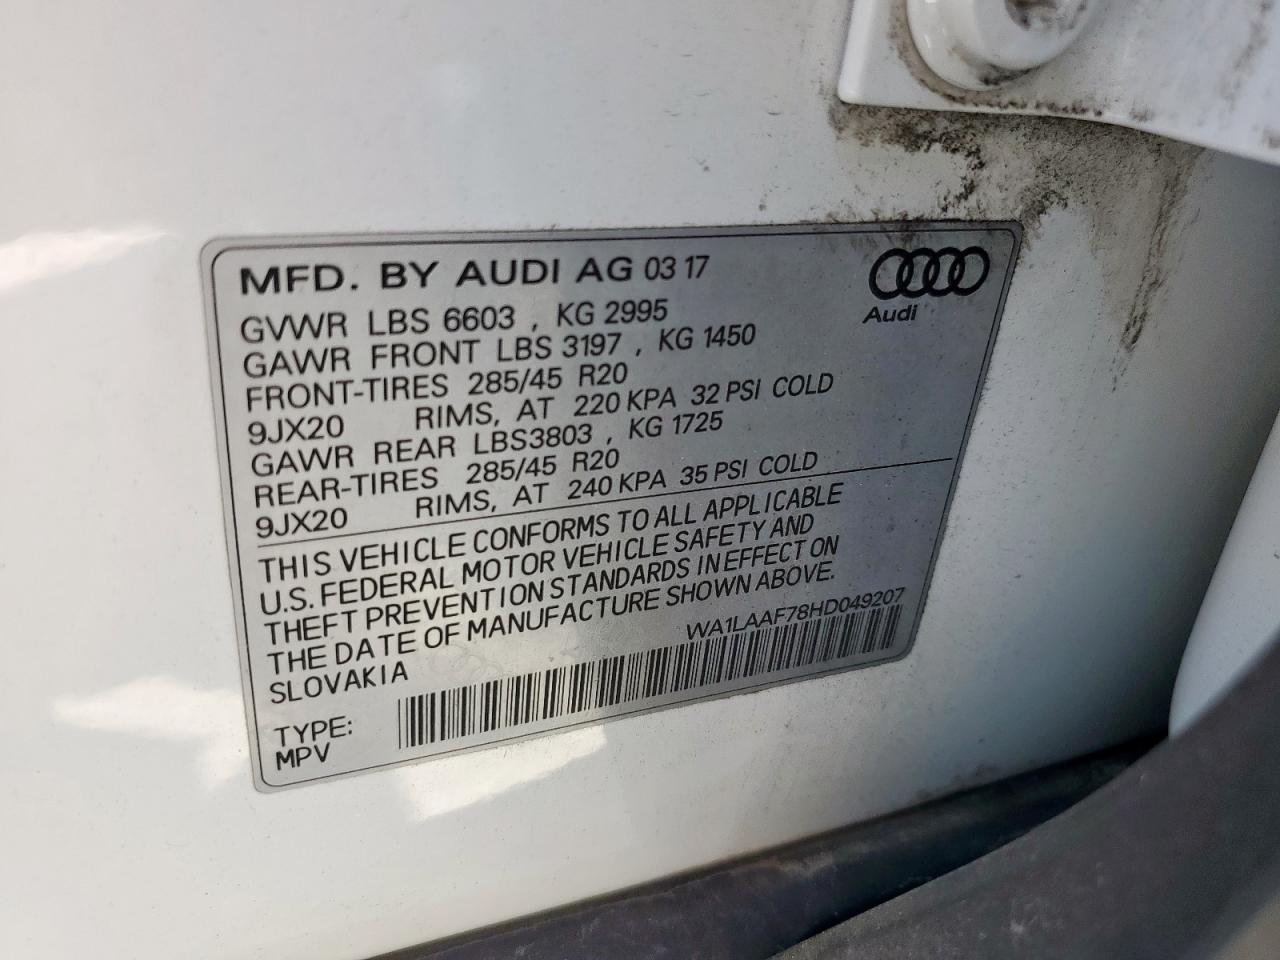 MFD. BY AUDI AG 03 17
Audi
GVWR LBS 6603 , KG 2995
GAWR FRONT LBS 3197 , KG 1450
FRONT-TIRES 285/45 R20
9JX20 RIMS, AT 220 KPA 32 PSI COLD
GAWR REAR LBS3803 , KG 1725
REAR-TIRES 285/45 R20
9JX20 RIMS, AT 240 KPA 35 PSI COLD
THIS VEHICLE CONFORMS TO ALL APPLICABLE
U.S. FEDERAL MOTOR VEHICLE SAFETY AND
THEFT PREVENTION STANDARDS IN EFFECT ON
THE DATE OF MANUFACTURE SHOWN ABOVE.
SLOVAKIA
WA1LAAF78HD049207
TYPE:
MPV